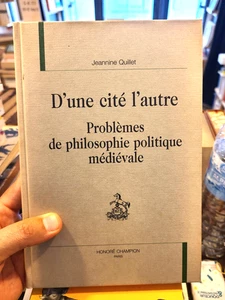 Jeannine Quillet
D'une cité l'autre
Problèmes
de philosophie politique
médiévale
HONORÉ CHAMPION
PARIS